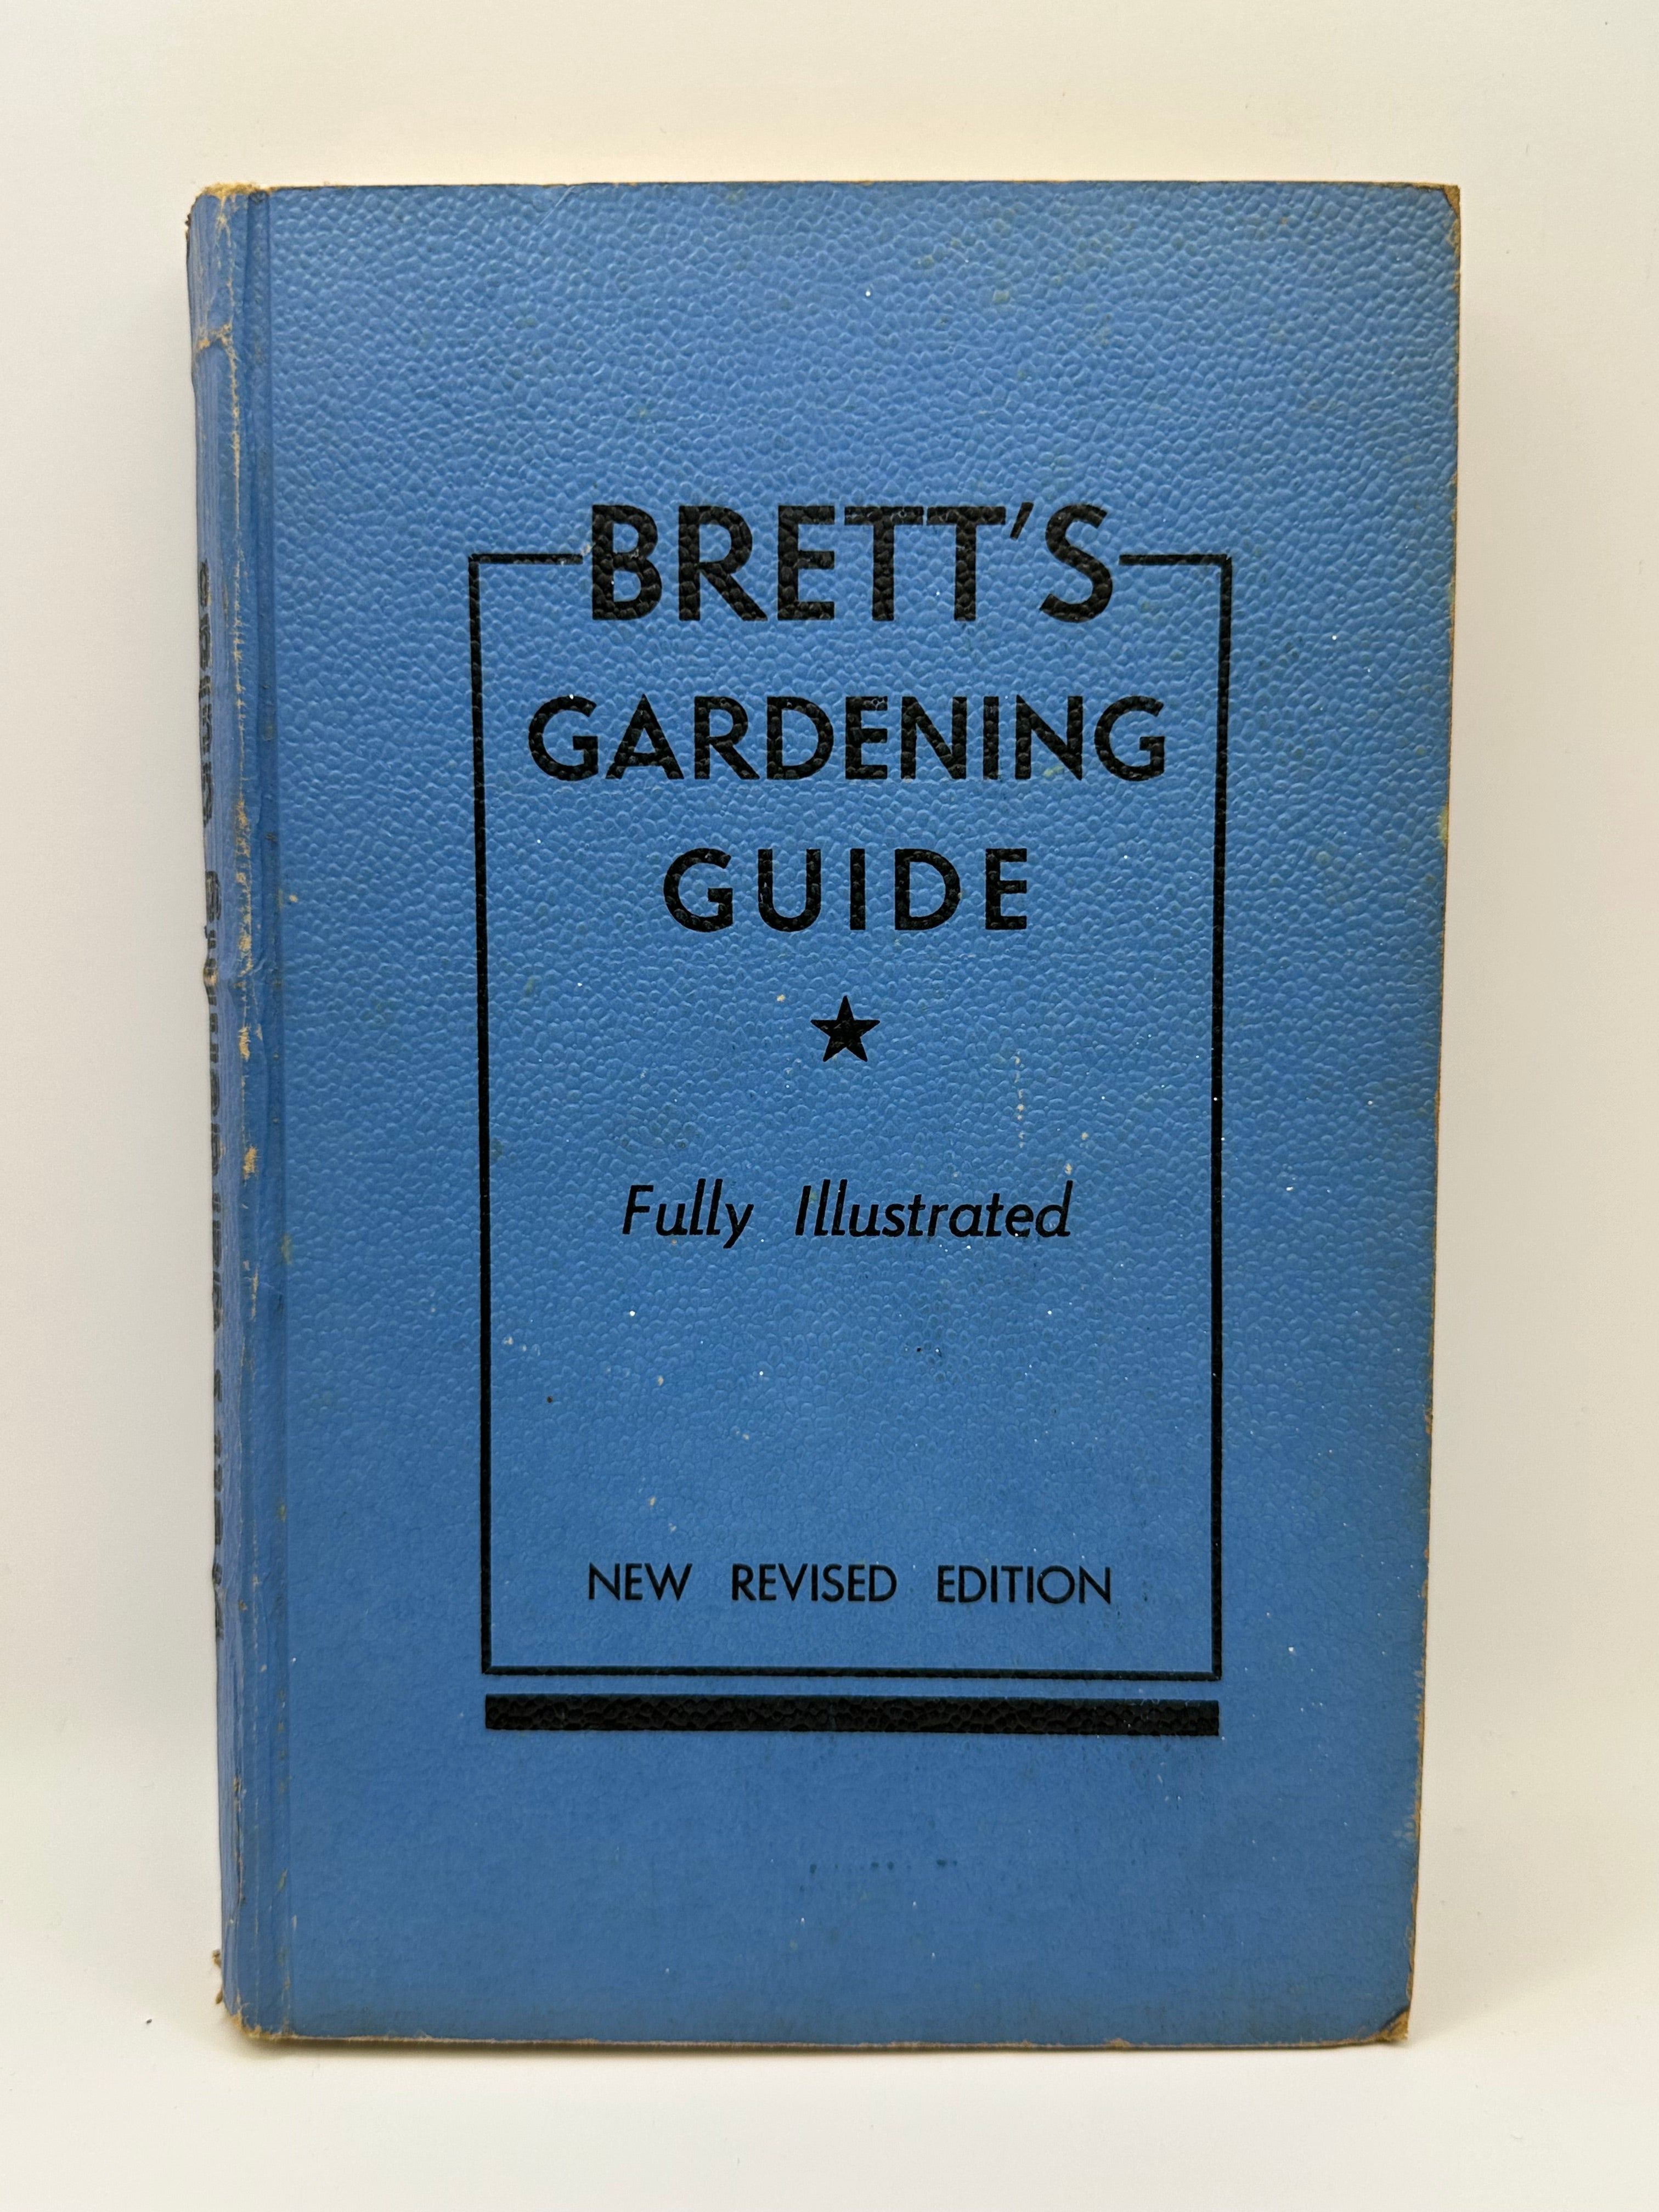 BRETT'S
GARDENING
GUIDE
Fully Illustrated
NEW REVISED EDITION